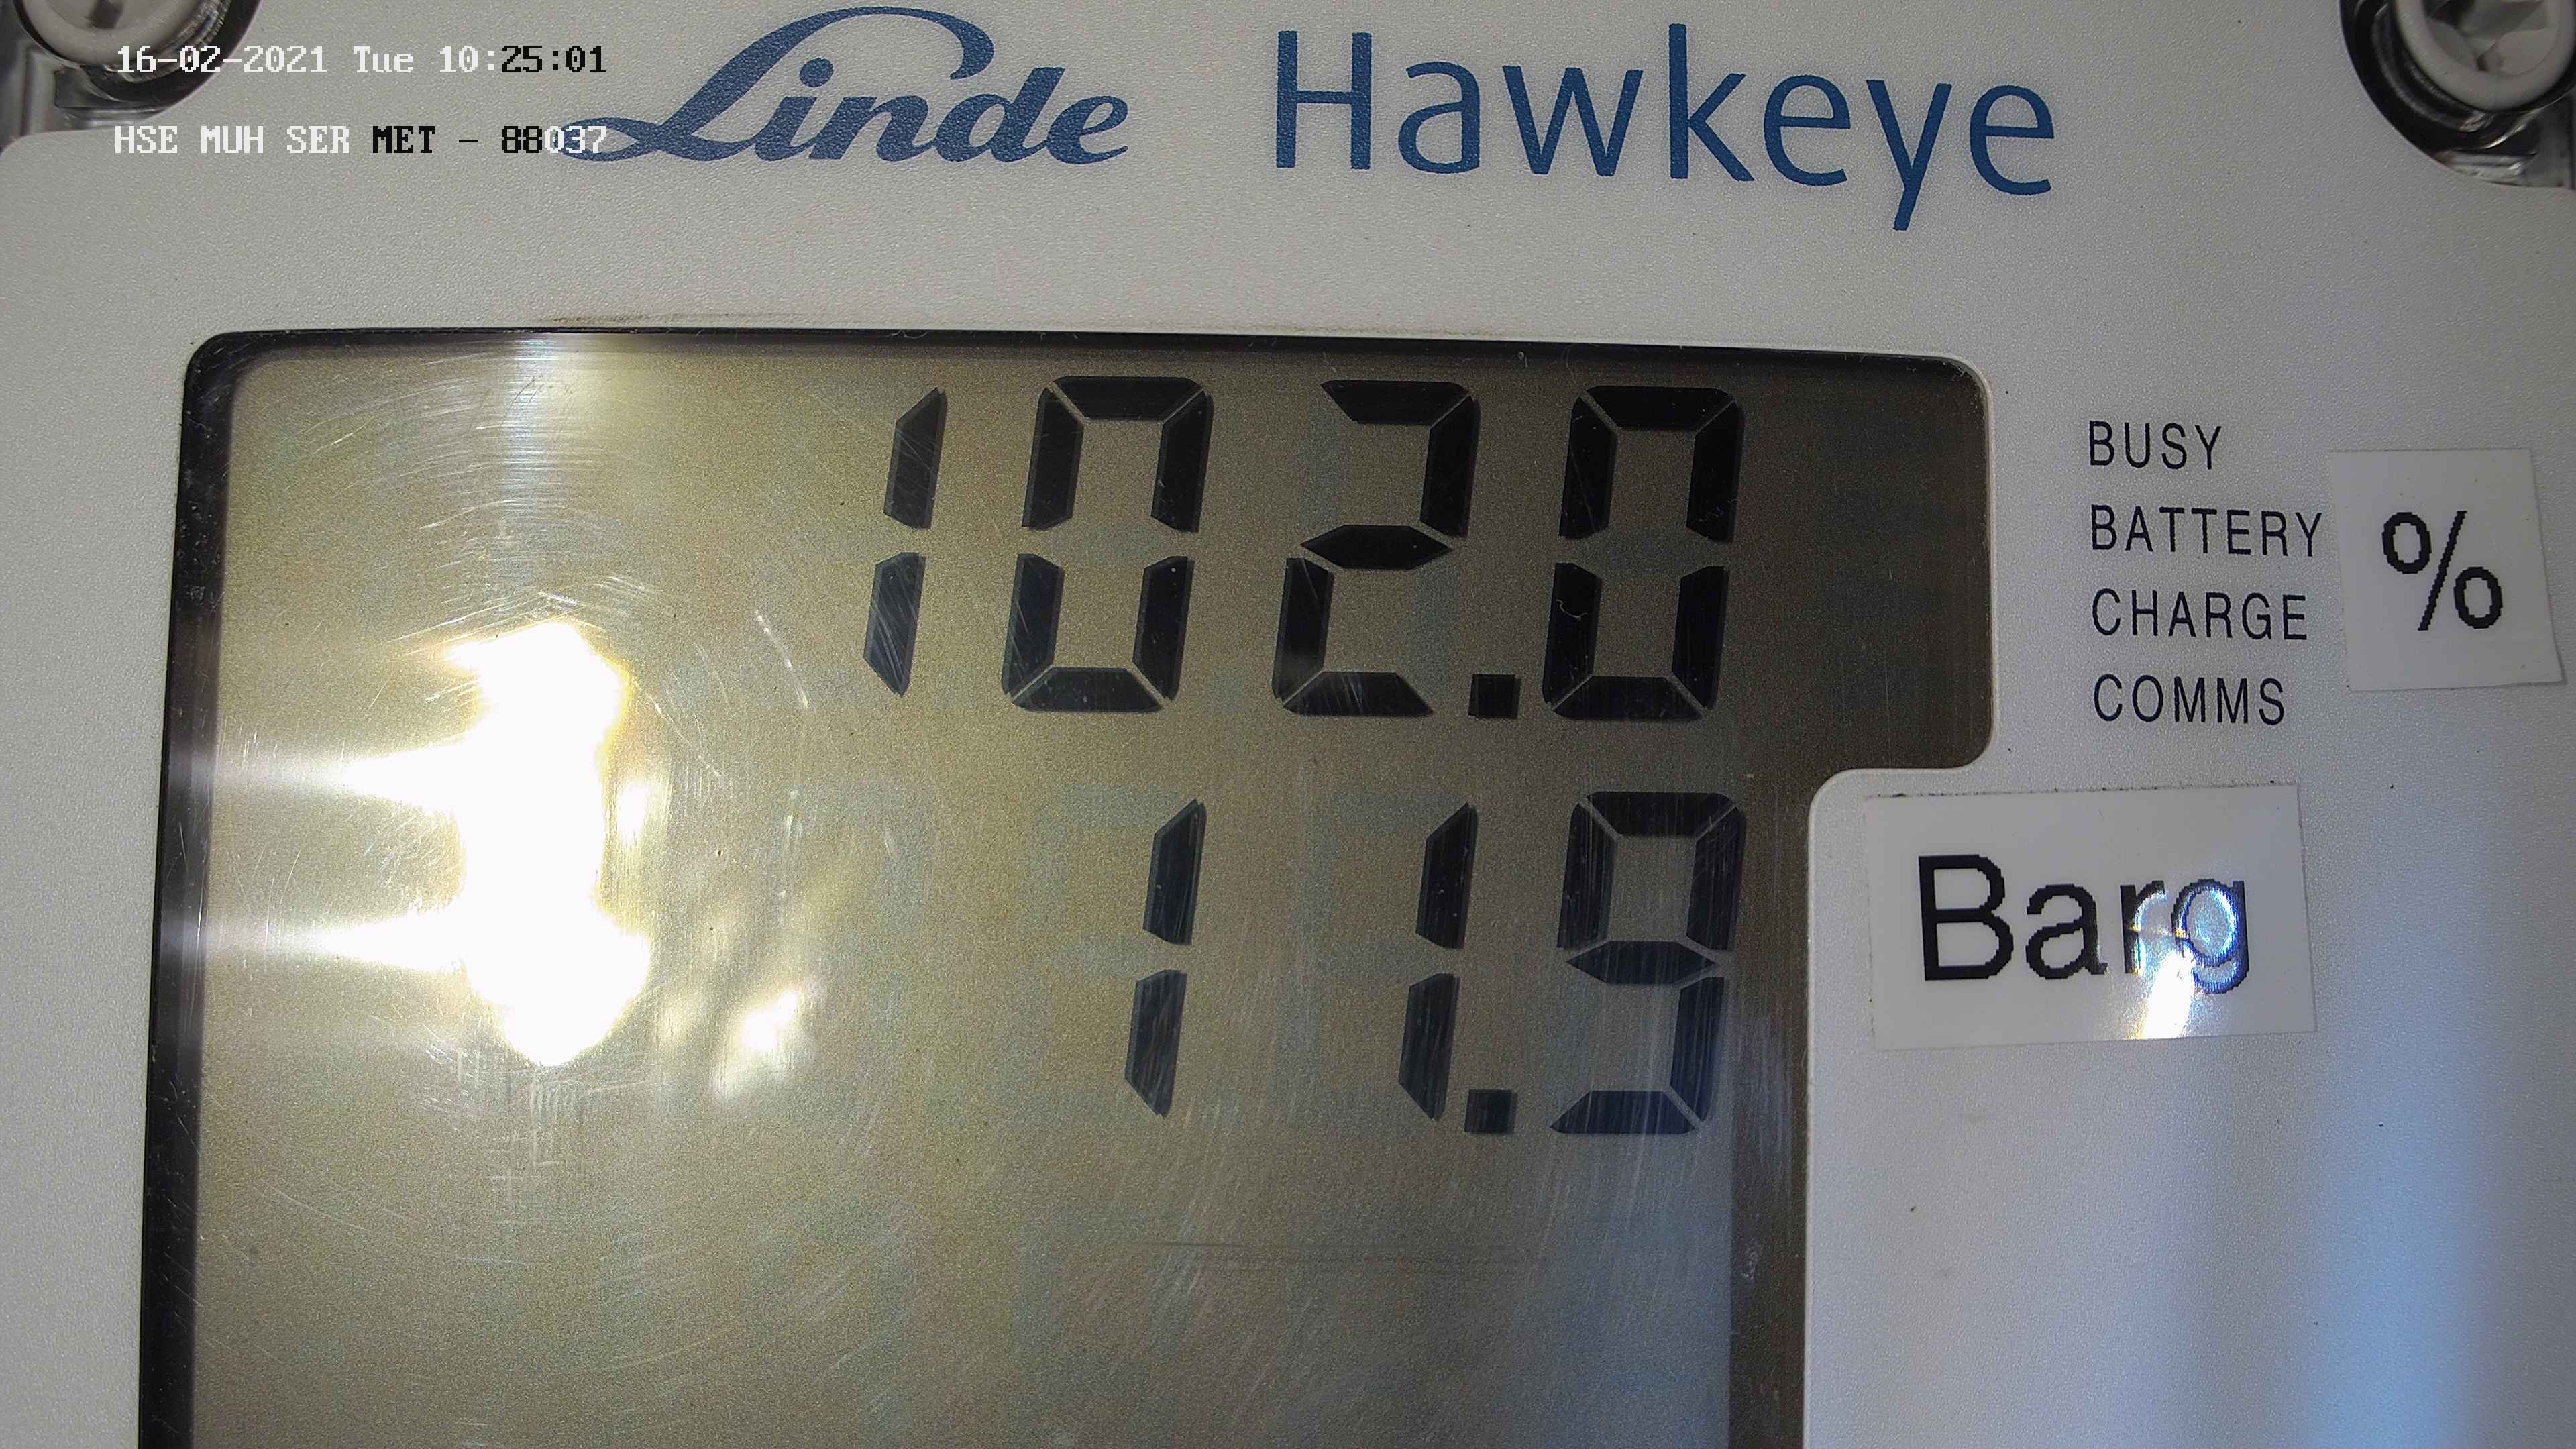 16-02-2021 Tue 10:25:01
HSE MUH SER MET - 88037
Linde Hawkeye
102.0
BUSY
BATTERY
CHARGE
COMMS
%
11.9
Barg